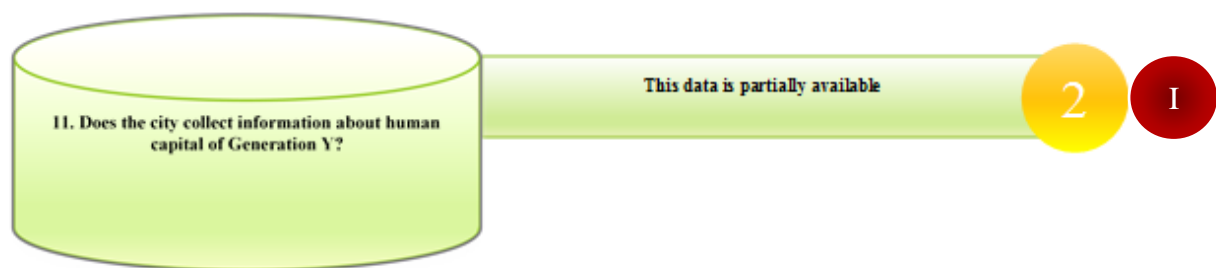 This data is partially available
2
I
11. Does the city collect information about human
capital of Generation Y?